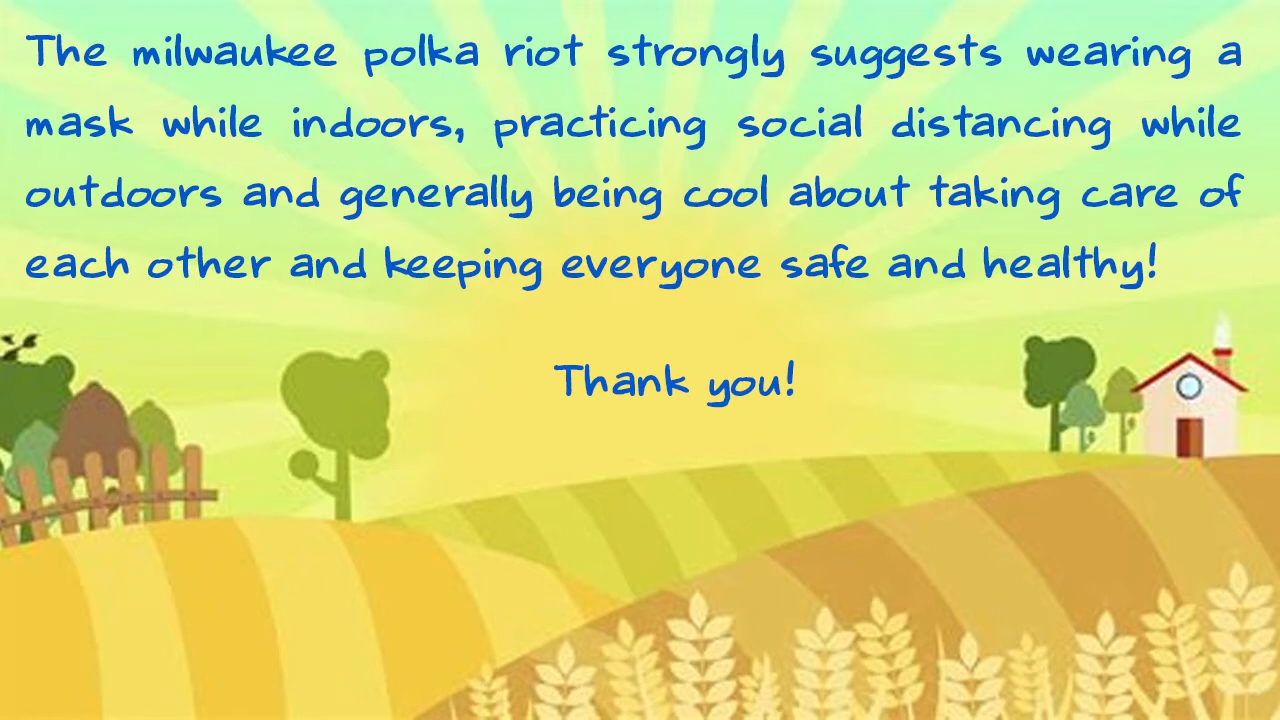 The milwaukee polka riot strongly suggests wearing a
mask while indoors, practicing social distancing while
outdoors and generally being cool about taking care of
each other and keeping everyone safe and healthy!
Thank you!